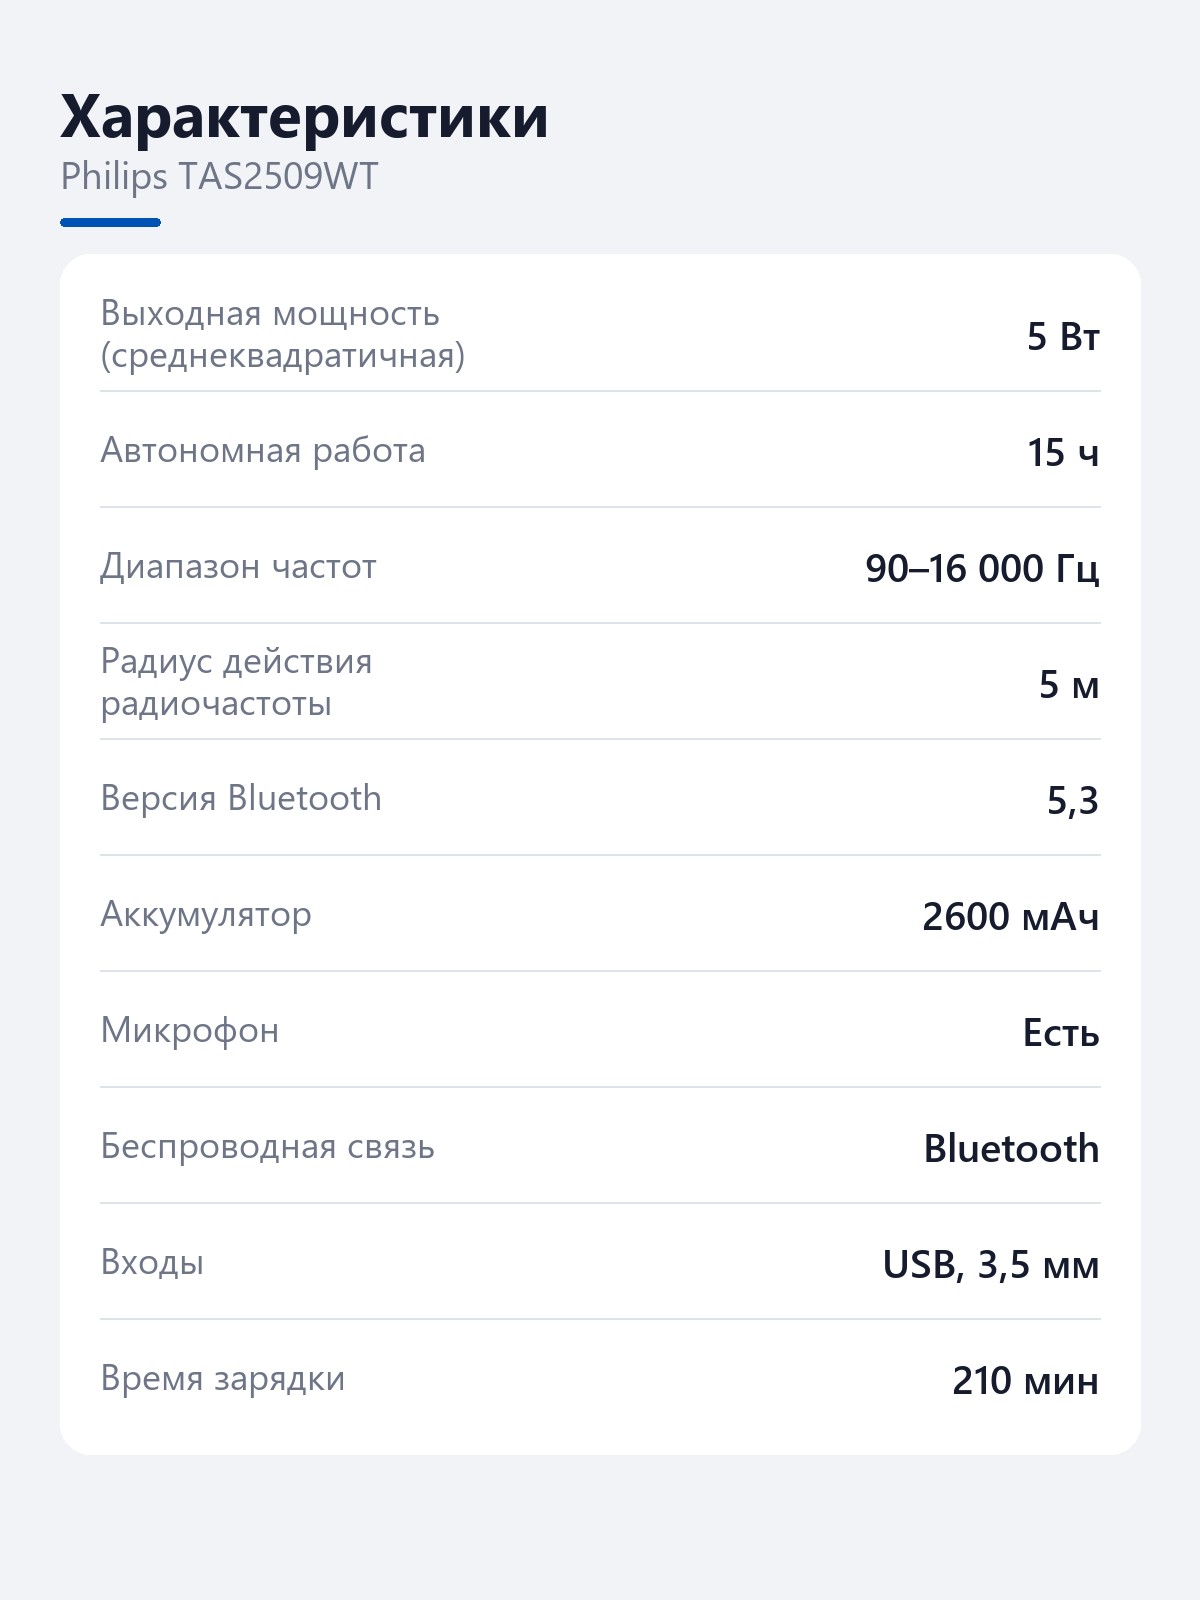 Характеристики
Philips TAS2509WT
Выходная мощность
(среднеквадратичная)
5 Вт
Автономная работа
15 ч
Диапазон частот
90–16 000 Гц
Радиус действия
радиочастоты
5 м
Версия Bluetooth
5,3
Аккумулятор
2600 мАч
Микрофон
Есть
Беспроводная связь
Bluetooth
Входы
USB, 3,5 мм
Время зарядки
210 мин